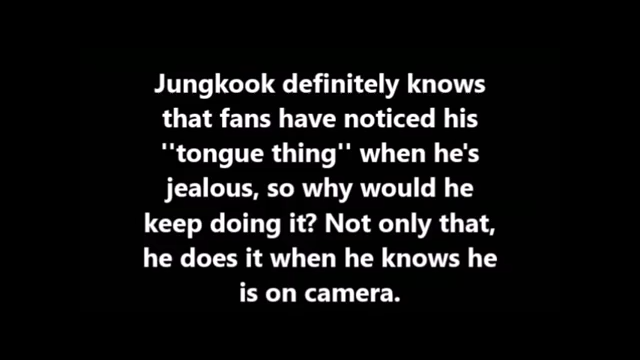 Jungkook definitely knows
that fans have noticed his
''tongue thing'' when he's
jealous, so why would he
keep doing it? Not only that,
he does it when he knows he
is on camera.